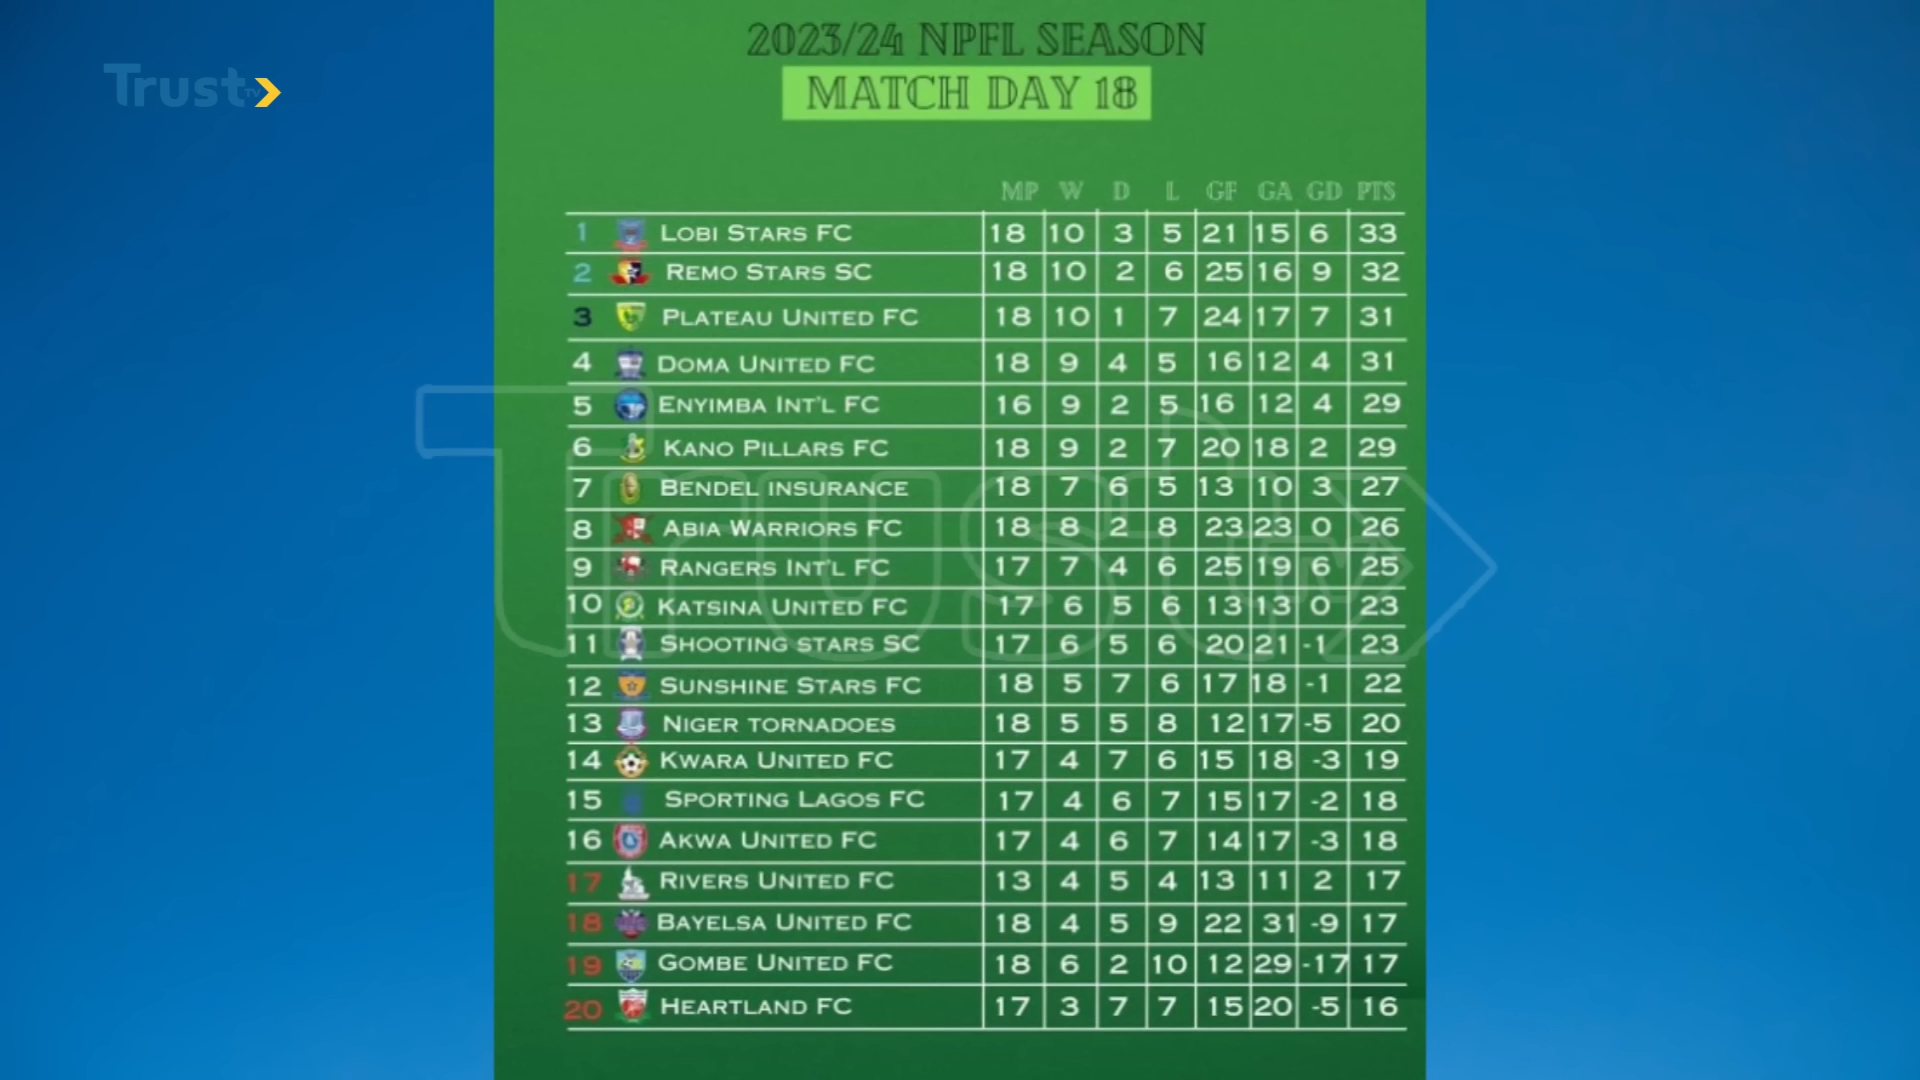 2023/24 NPFL SEASON
MATCH DAY 18
Trust TV
MP W D L GF GA GD PTS
1 LOBI STARS FC 18 10 3 5 21 15 6 33
2 REMO STARS SC 18 10 2 6 25 16 9 32
3 PLATEAU UNITED FC 18 10 1 7 24 17 7 31
4 DOMA UNITED FC 18 9 4 5 16 12 4 31
5 ENYIMBA INT'L FC 16 9 2 5 16 12 4 29
6 KANO PILLARS FC 18 9 2 7 20 18 2 29
7 BENDEL INSURANCE 18 7 6 5 13 10 3 27
8 ABIA WARRIORS FC 18 8 2 8 23 23 0 26
9 RANGERS INT'L FC 17 7 4 6 25 19 6 25
10 KATSINA UNITED FC 17 6 5 6 13 13 0 23
11 SHOOTING STARS SC 17 6 5 6 20 21 -1 23
12 SUNSHINE STARS FC 18 5 7 6 17 18 -1 22
13 NIGER TORNADOES 18 5 5 8 12 17 -5 20
14 KWARA UNITED FC 17 4 7 6 15 18 -3 19
15 SPORTING LAGOS FC 17 4 6 7 15 17 -2 18
16 AKWA UNITED FC 17 4 6 7 14 17 -3 18
17 RIVERS UNITED FC 13 4 5 4 13 11 2 17
18 BAYELSA UNITED FC 18 4 5 9 22 31 -9 17
19 GOMBE UNITED FC 18 6 2 10 12 29 -17 17
20 HEARTLAND FC 17 3 7 7 15 20 -5 16
Trust TV